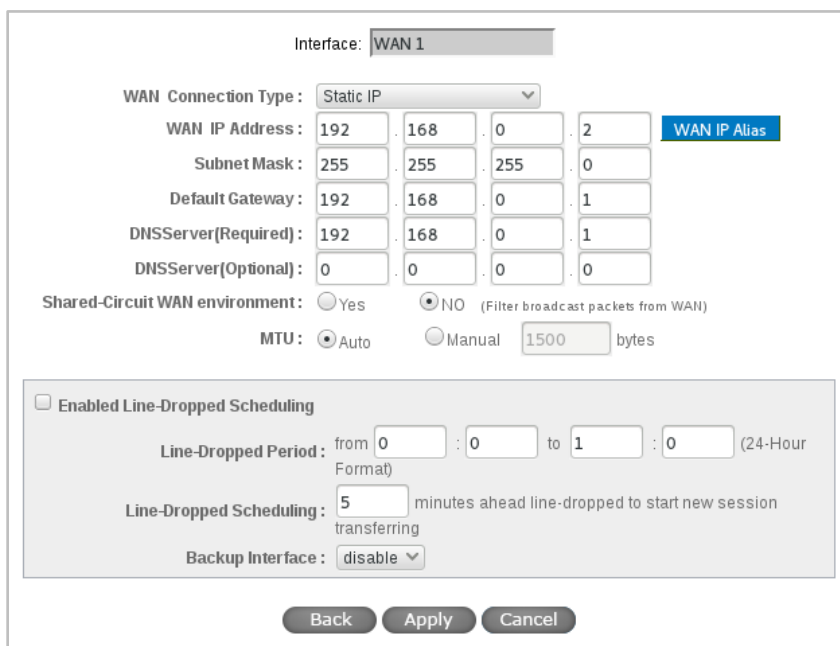 Interface: WAN 1
WAN Connection Type : Static IP
WAN IP Address : 192 . 168 . 0 . 2 WAN IP Alias
Subnet Mask : 255 . 255 . 255 . 0
Default Gateway : 192 . 168 . 0 . 1
DNSServer(Required) : 192 . 168 . 0 . 1
DNSServer(Optional) : 0 . 0 . 0 . 0
Shared-Circuit WAN environment : Yes NO (Filter broadcast packets from WAN)
MTU : Auto Manual 1500 bytes
Enabled Line-Dropped Scheduling
Line-Dropped Period : from 0 : 0 to 1 : 0 (24-Hour
Format)
Line-Dropped Scheduling : 5 minutes ahead line-dropped to start new session
transferring
Backup Interface : disable
Back Apply Cancel